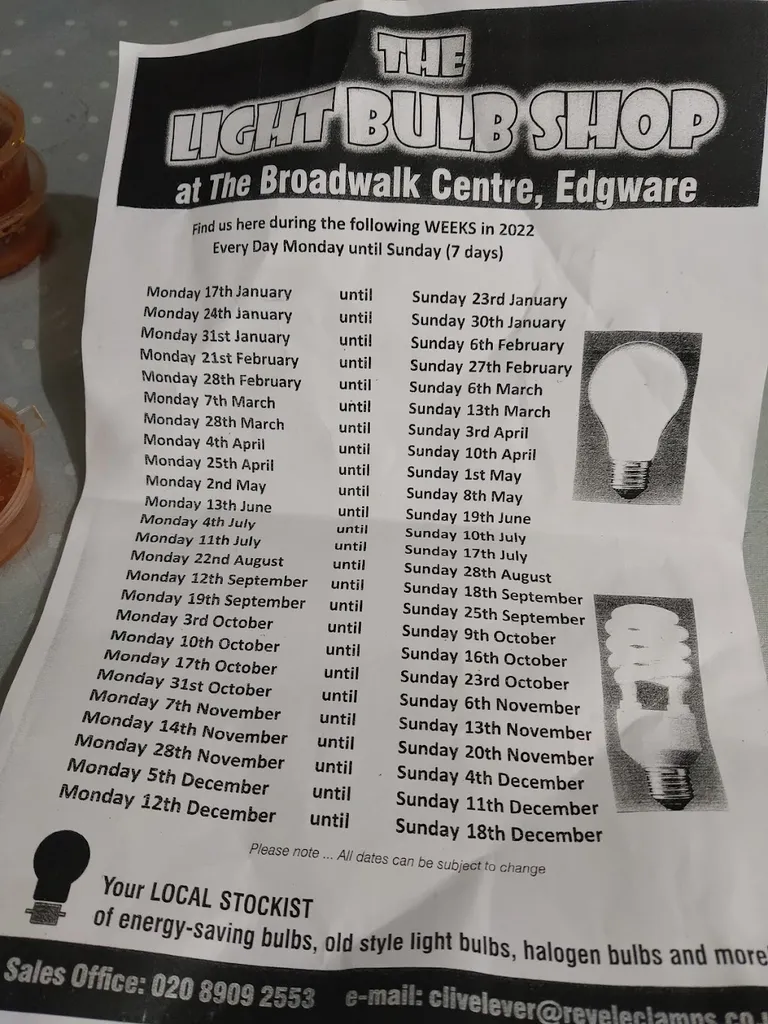 THE
LIGHT BULB SHOP
at The Broadwalk Centre, Edgware
Find us here during the following WEEKS in 2022
Every Day Monday until Sunday (7 days)
Monday 17th January until Sunday 23rd January
Monday 24th January until Sunday 30th January
Monday 31st January until Sunday 6th February
Monday 21st February until Sunday 27th February
Monday 28th February until Sunday 6th March
Monday 7th March until Sunday 13th March
Monday 28th March until Sunday 3rd April
Monday 4th April until Sunday 10th April
Monday 25th April until Sunday 1st May
Monday 2nd May until Sunday 8th May
Monday 13th June until Sunday 19th June
Monday 4th July until Sunday 10th July
Monday 11th July until Sunday 17th July
Monday 22nd August until Sunday 28th August
Monday 12th September until Sunday 18th September
Monday 19th September until Sunday 25th September
Monday 3rd October until Sunday 9th October
Monday 10th October until Sunday 16th October
Monday 17th October until Sunday 23rd October
Monday 31st October until Sunday 6th November
Monday 7th November until Sunday 13th November
Monday 14th November until Sunday 20th November
Monday 28th November until Sunday 4th December
Monday 5th December until Sunday 11th December
Monday 12th December until Sunday 18th December
Please note ... All dates can be subject to change
Your LOCAL STOCKIST
of energy-saving bulbs, old style light bulbs, halogen bulbs and more
Sales Office: 020 8909 2553 e-mail: clivelever@reveleclamps.co